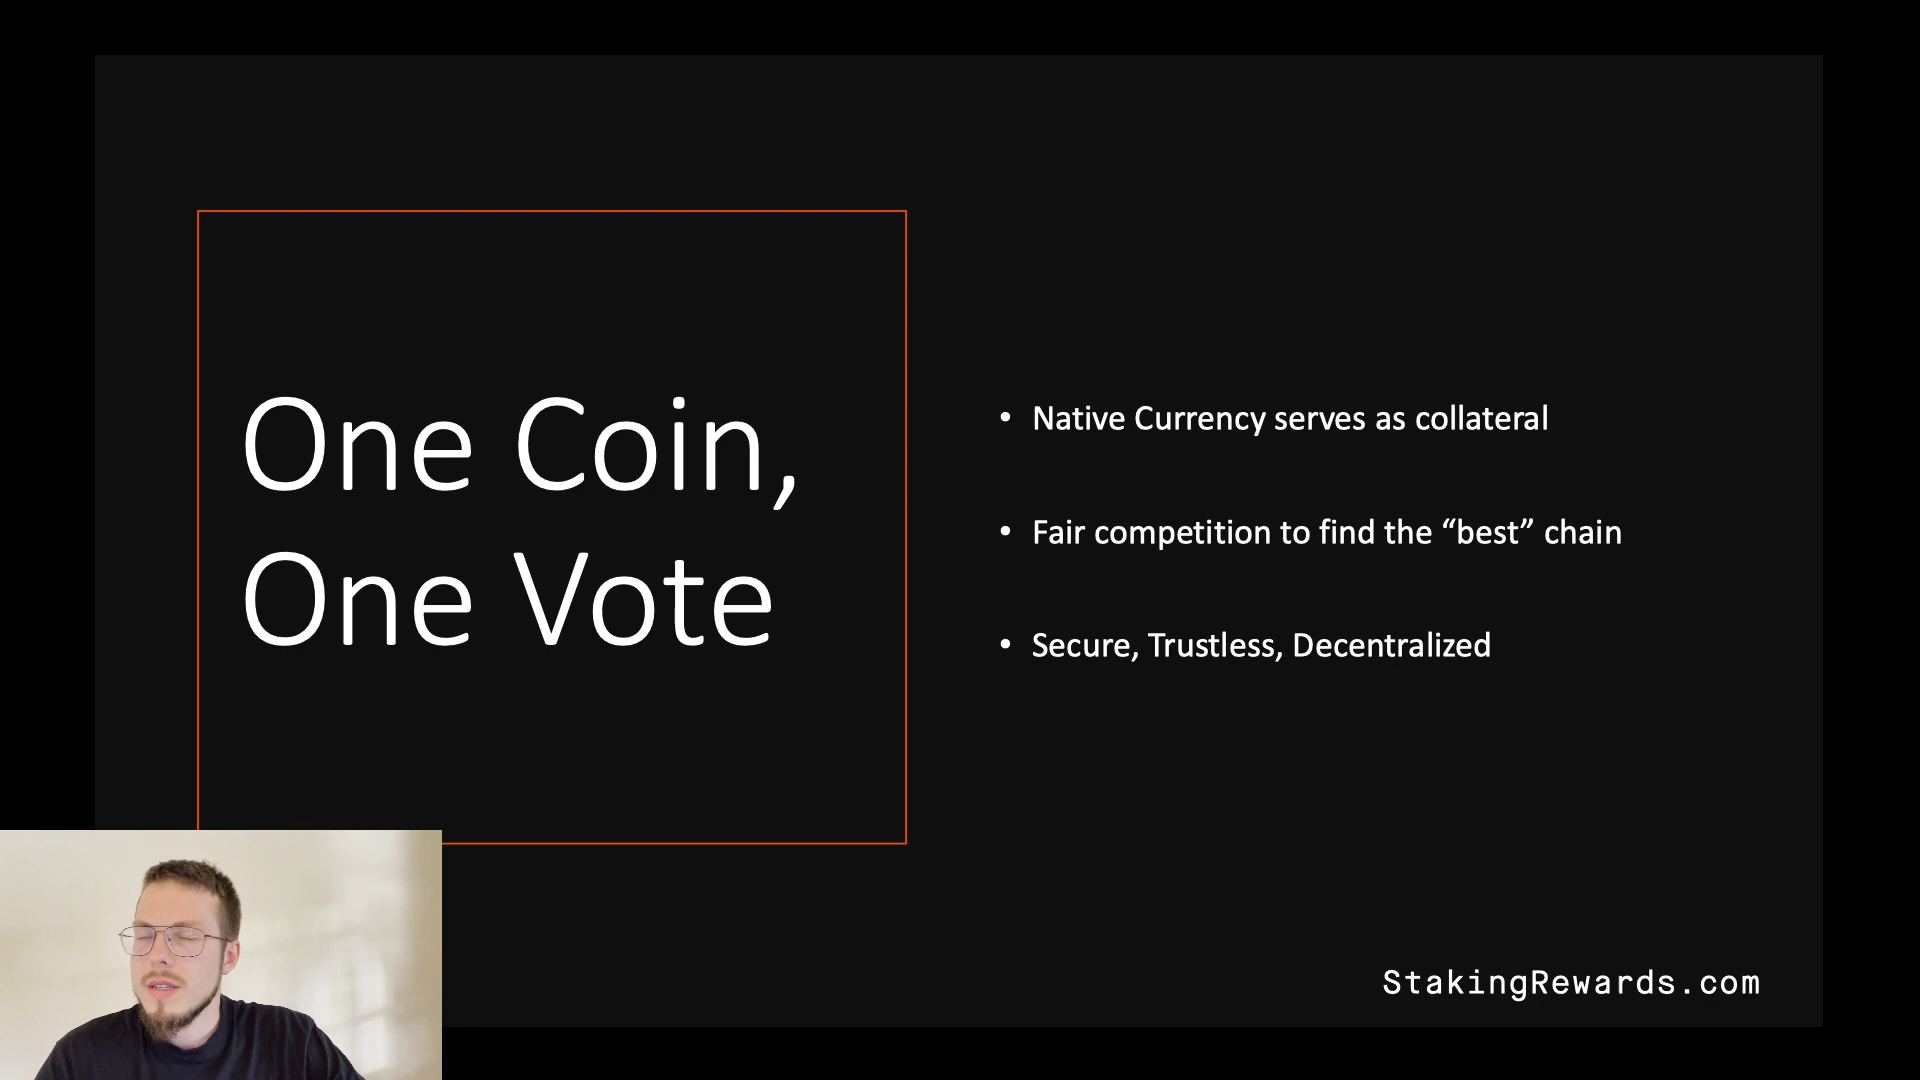 One Coin,
One Vote
• Native Currency serves as collateral
• Fair competition to find the “best” chain
• Secure, Trustless, Decentralized
StakingRewards.com